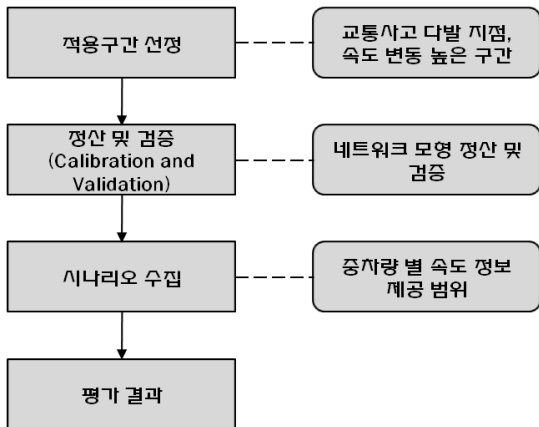 적용구간 선정
교통사고 다발 지점,
속도 변동 높은 구간
정산 및 검증
(Calibration and
Validation)
네트워크 모형 정산 및
검증
시나리오 수집
중차량 별 속도 정보
제공 범위
평가 결과